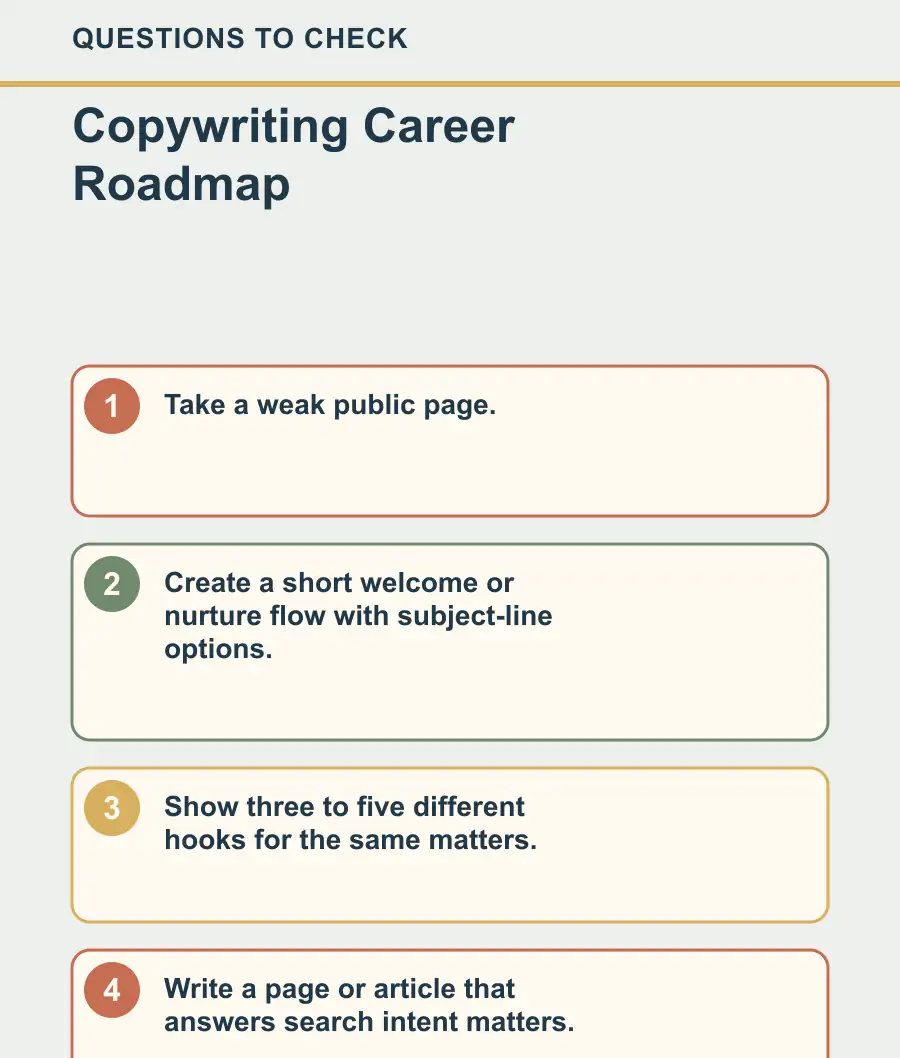 QUESTIONS TO CHECK
Copywriting Career
Roadmap
1
Take a weak public page.
2
Create a short welcome or
nurture flow with subject-line
options.
3
Show three to five different
hooks for the same matters.
4
Write a page or article that
answers search intent matters.